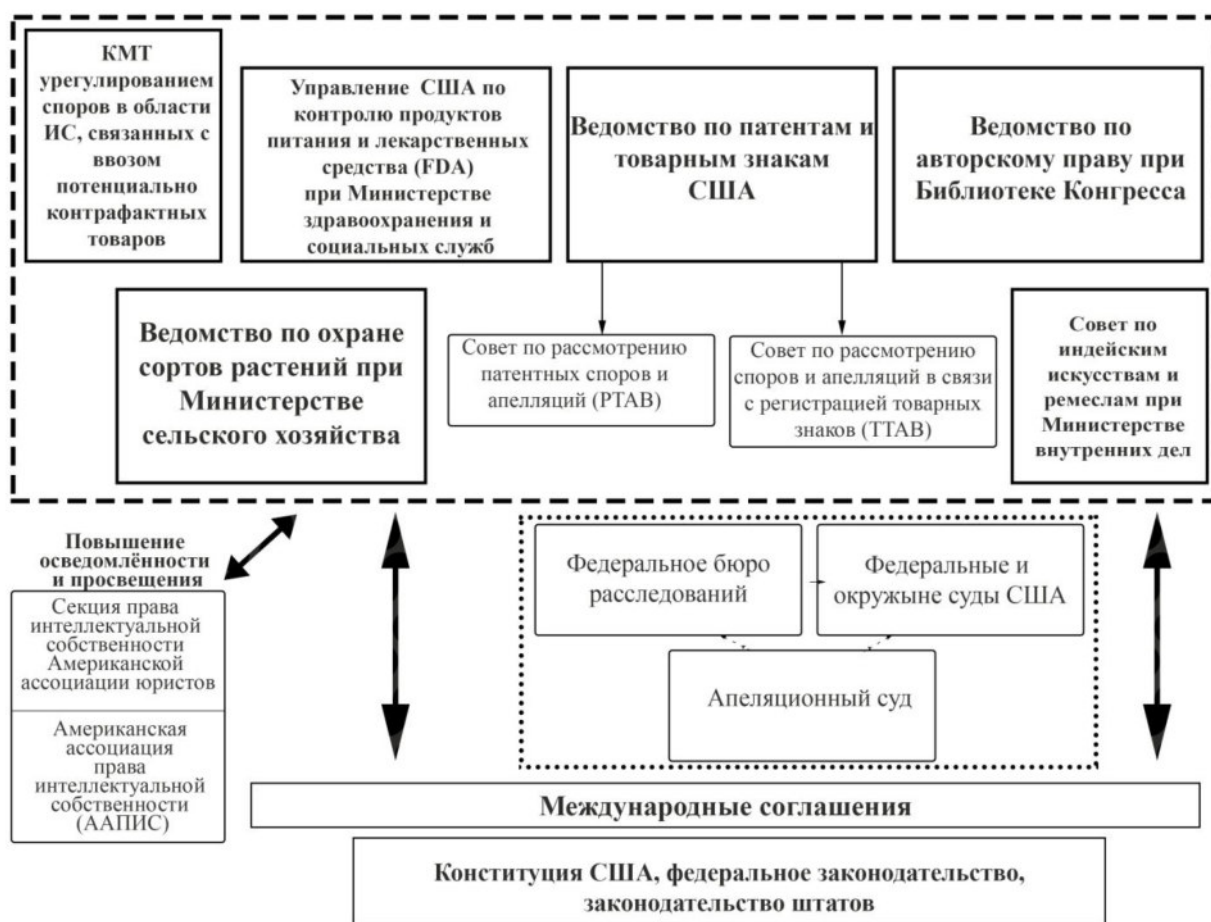 КМТ
урегулированием
споров в области
ИС, связанных с
ввозом
потенциально
контрафактных
товаров
Управление США по
контролю продуктов
питания и лекарственных
средства (FDA)
при Министерстве
здравоохранения и
социальных служб
Ведомство по патентам и
товарным знакам
США
Ведомство по
авторскому праву при
Библиотеке Конгресса
Ведомство по охране
сортов растений при
Министерстве
сельского хозяйства
Совет по рассмотрению
патентных споров и
апелляций (PTAB)
Совет по рассмотрению
споров и апелляций в связи
с регистрацией товарных
знаков (TTAB)
Совет по
индейским
искусствам и
ремеслам при
Министерстве
внутренних дел
Повышение
осведомлённости
и просвещения
Секция права
интеллектуальной
собственности
Американской
ассоциации юристов
Американская
ассоциация
права
интеллектуальной
собственности
(ААПИС)
Федеральное бюро
расследований
Федеральные и
окружыне суды США
Апеляционный суд
Международные соглашения
Конституция США, федеральное законодательство,
законодательство штатов